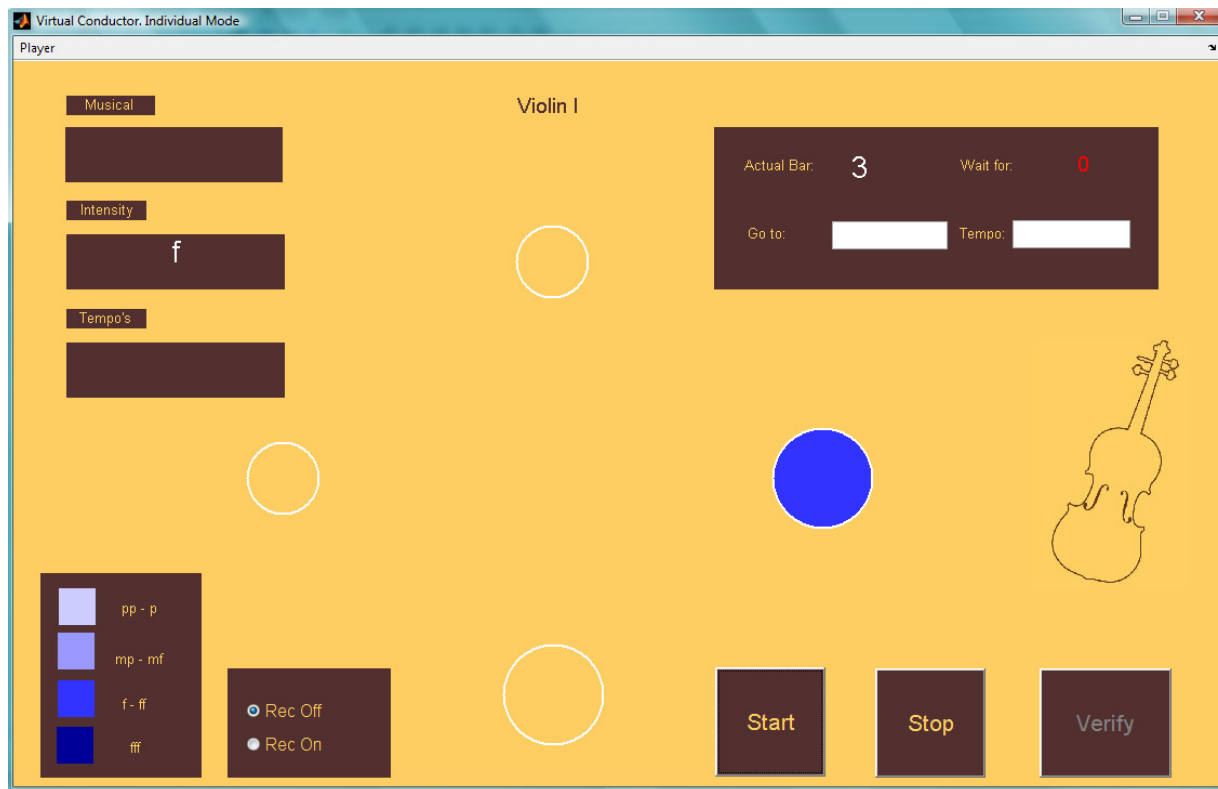 Virtual Conductor. Individual Mode
Player
Musical
Violin I
Actual Bar: 3 Wait for: 0
Intensity
f
Go to: Tempo:
Tempo's
pp - p
mp - mf
f - ff
fff
Rec Off
Rec On
Start
Stop
Verify